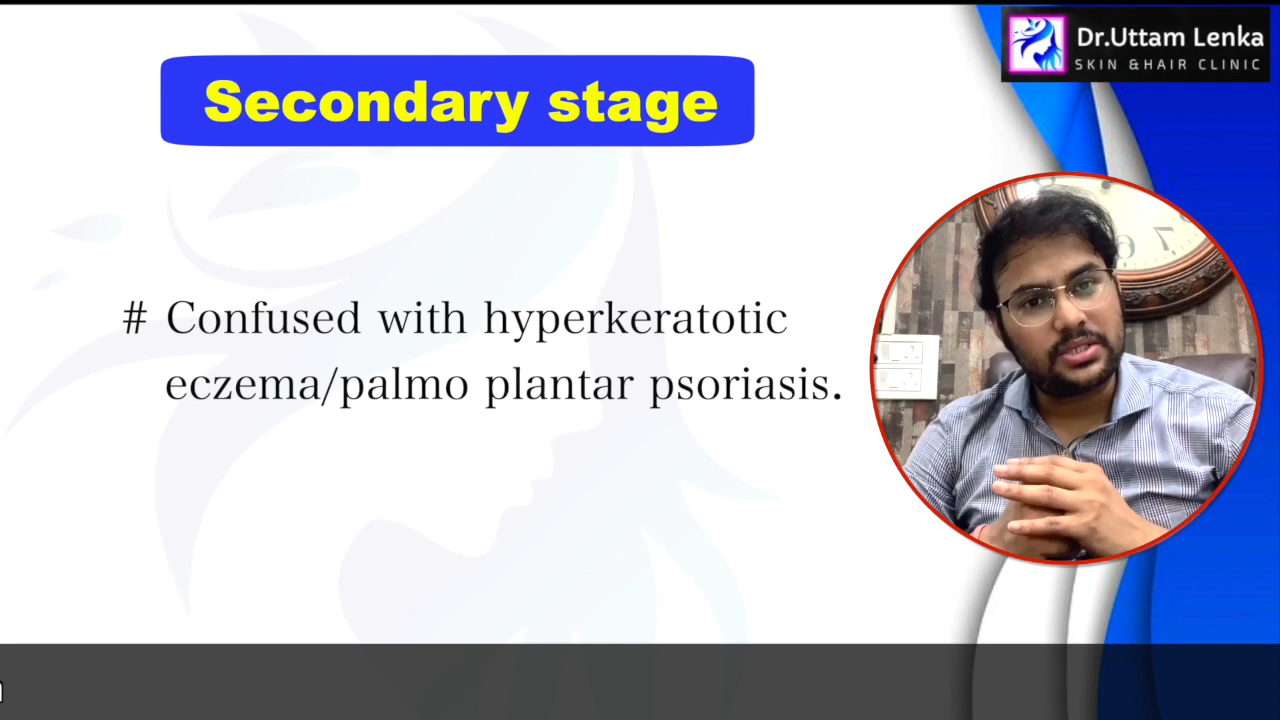 Dr.Uttam Lenka
SKIN & HAIR CLINIC
Secondary stage
# Confused with hyperkeratotic
eczema/palmo plantar psoriasis.